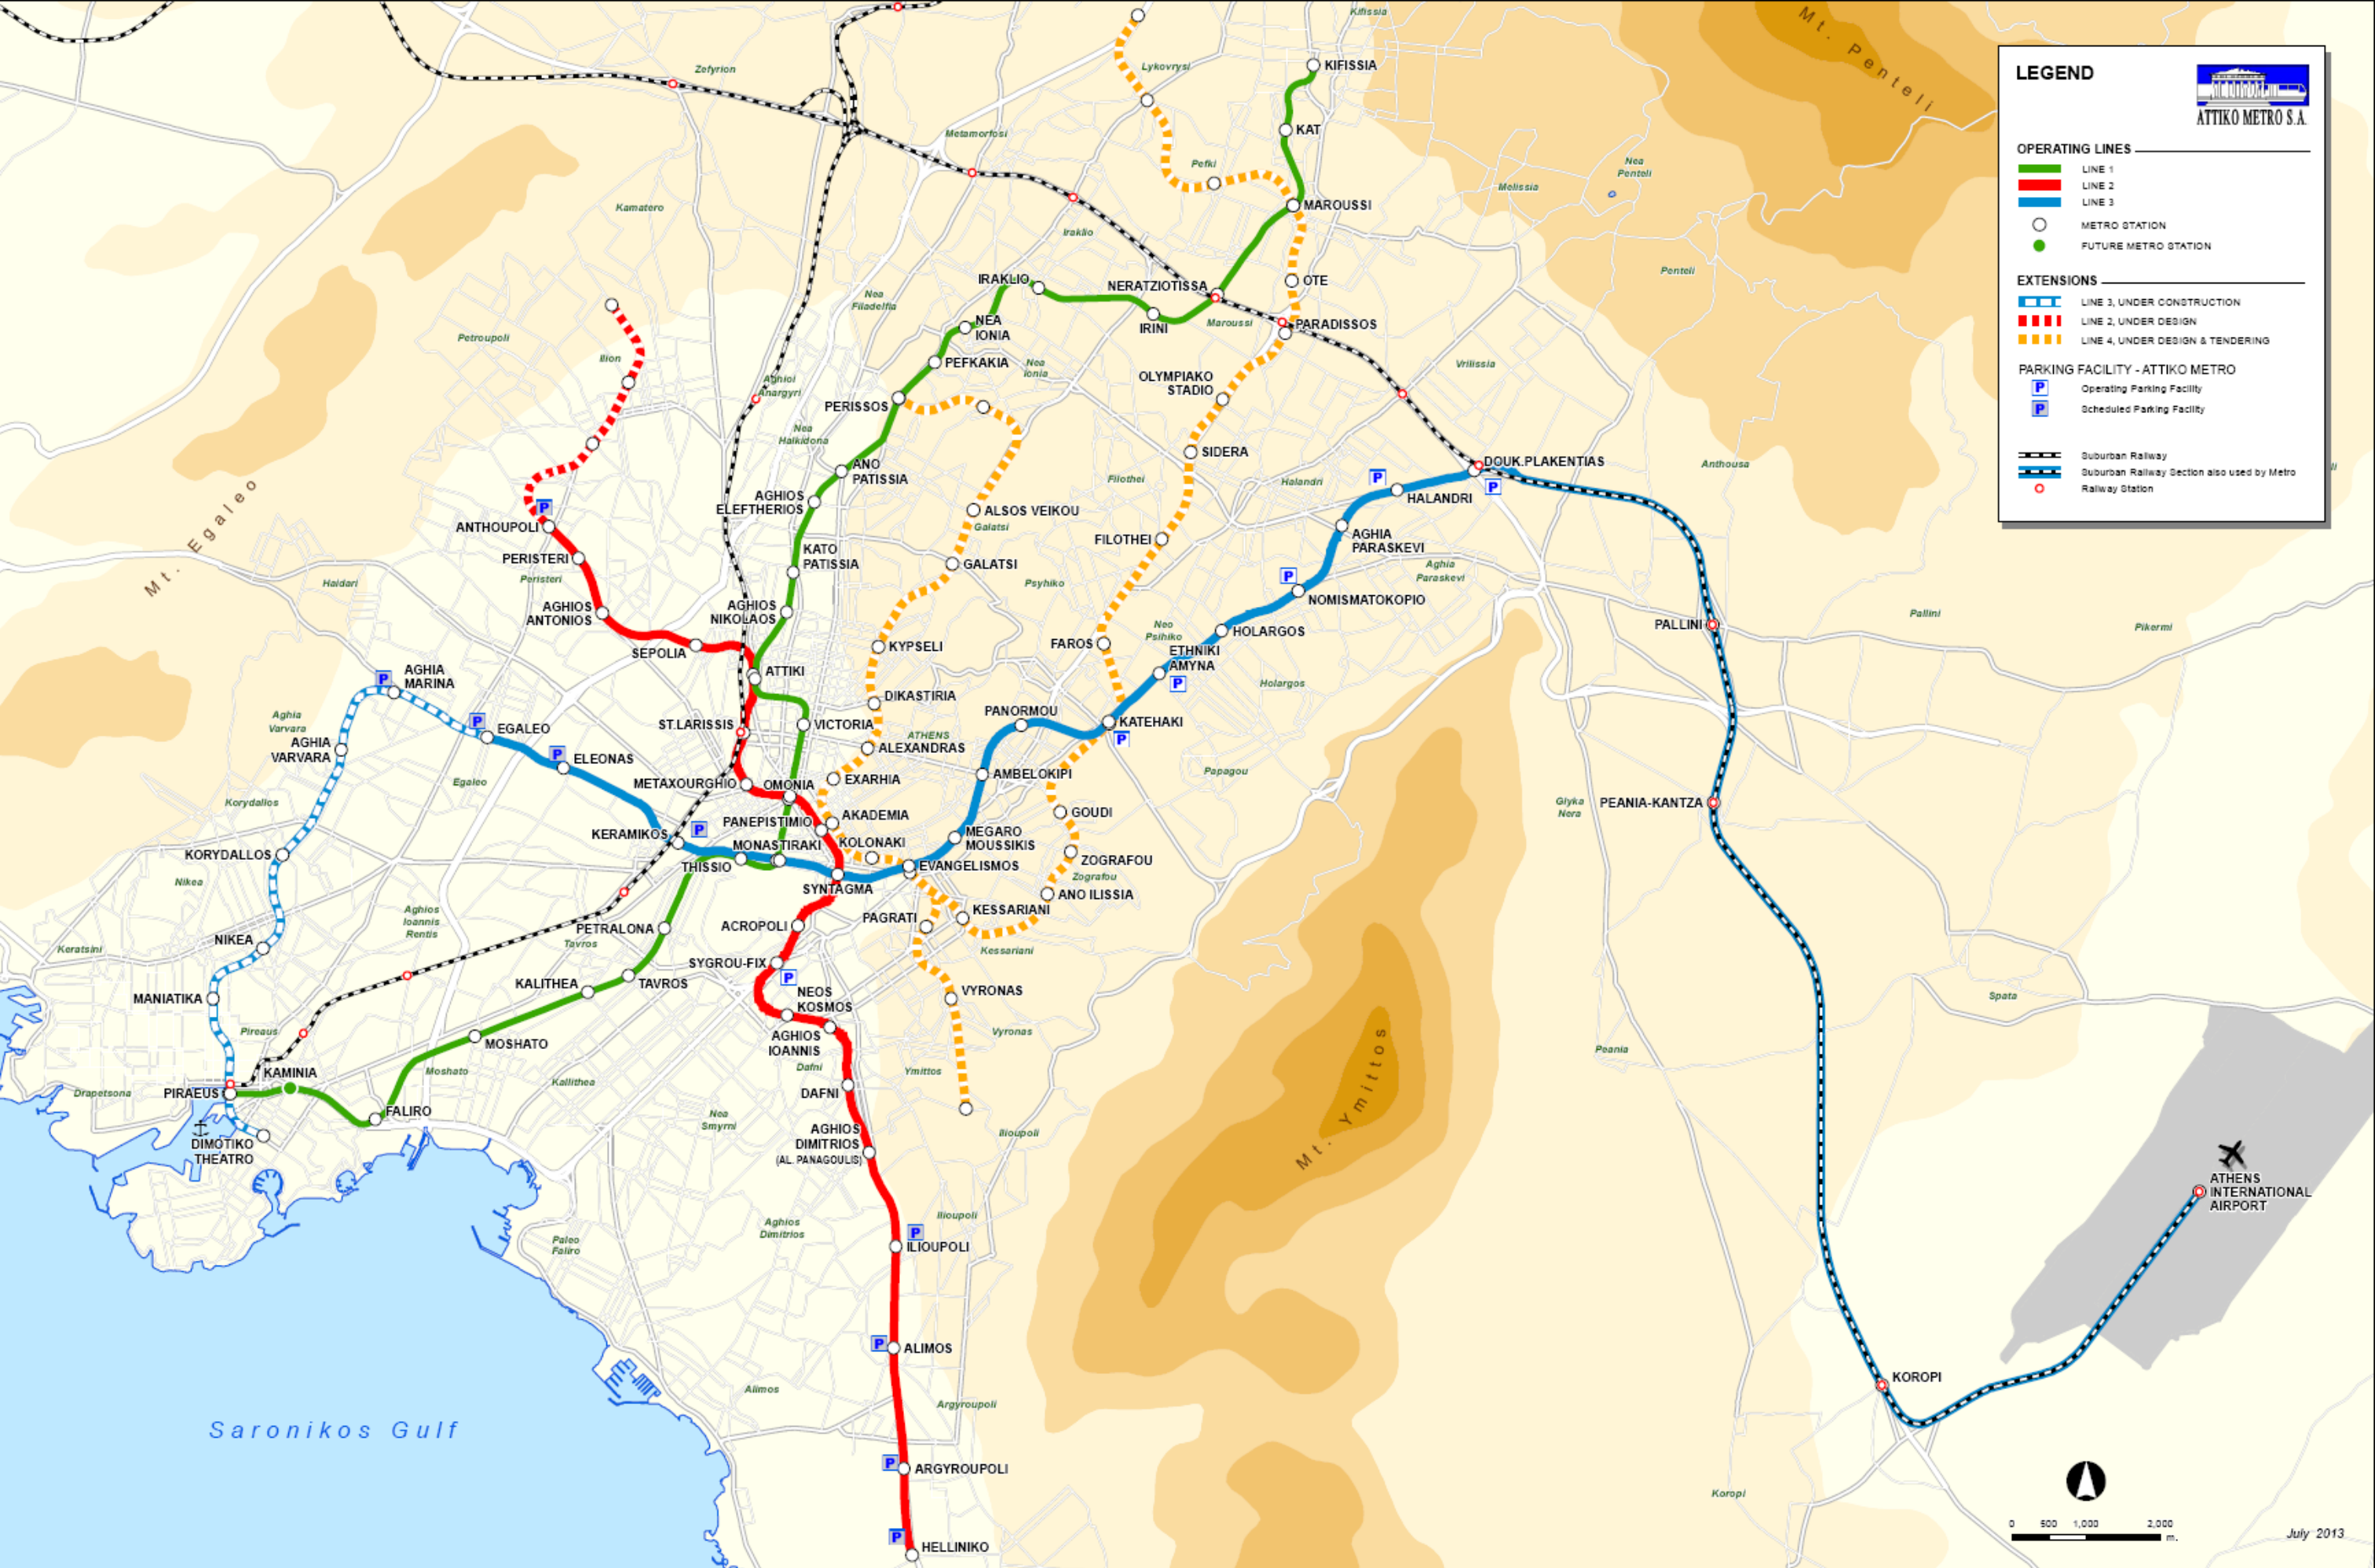 Kifissia
Mt. Penteli
LEGEND
ATTIKO METRO S.A.
OPERATING LINES
LINE 1
LINE 2
LINE 3
METRO STATION
FUTURE METRO STATION
EXTENSIONS
LINE 3, UNDER CONSTRUCTION
LINE 2, UNDER DESIGN
LINE 4, UNDER DESIGN & TENDERING
PARKING FACILITY - ATTIKO METRO
P Operating Parking Facility
P Scheduled Parking Facility
Suburban Railway
Suburban Railway Section also used by Metro
Railway Station
Zefyrion
Lykovrysi
KIFISSIA
Metamorfosi
KAT
Pefki
Nea
Penteli
Melissia
Kamatero
MAROUSSI
Iraklio
Penteli
IRAKLIO
NERATZIOTISSA
OTE
Nea
Filadelfia
NEA
IONIA
IRINI
Maroussi
PARADISSOS
Petroupoli
Ilion
PEFKAKIA
Nea
Ionia
Vrilissia
Aghioi
Anargyri
OLYMPIAKO
STADIO
PERISSOS
Nea
Halkidona
SIDERA
ANO
PATISSIA
DOUK.PLAKENTIAS
Anthousa
Filothei
Halandri
P
P
HALANDRI
AGHIOS
ELEFTHERIOS
ALSOS VEIKOU
Galatsi
P
ANTHOUPOLI
Mt. Egaleo
FILOTHEI
AGHIA
PARASKEVI
PERISTERI
Peristeri
KATO
PATISSIA
GALATSI
Psyhiko
Aghia
Paraskevi
Haidari
P
NOMISMATOKOPIO
AGHIOS
ANTONIOS
AGHIOS
NIKOLAOS
Pallini
PALLINI
Pikermi
Neo
Psihiko
HOLARGOS
SEPOLIA
KYPSELI
FAROS
ETHNIKI
AMYNA
P
Holargos
ATTIKI
P
AGHIA
MARINA
DIKASTIRIA
Aghia
Varvara
P
EGALEO
ST.LARISSIS
VICTORIA
PANORMOU
KATEHAKI
P
ATHENS
ALEXANDRAS
AGHIA
VARVARA
P
ELEONAS
Egaleo
METAXOURGHIO
OMONIA
EXARHIA
AMBELOKIPI
Papagou
Korydallos
Glyka
Nera
PEANIA-KANTZA
PANEPISTIMIO
AKADEMIA
GOUDI
KERAMIKOS
P
MONASTIRAKI
KOLONAKI
MEGARO
MOUSSIKIS
KORYDALLOS
THISSIO
EVANGELISMOS
ZOGRAFOU
Zografou
Nikea
SYNTAGMA
ANO ILISSIA
Aghios
Ioannis
Rentis
PAGRATI
KESSARIANI
PETRALONA
ACROPOLI
NIKEA
Keratsini
Tavros
Kessariani
SYGROU-FIX
P
KALITHEA
TAVROS
MANIATIKA
NEOS
KOSMOS
VYRONAS
Spata
Pireaus
MOSHATO
AGHIOS
IOANNIS
Vyronas
Peania
KAMINIA
Moshato
Kallithea
Dafni
Ymittos
Mt. Ymittos
Drapetsona
PIRAEUS
DAFNI
FALIRO
Nea
Smyrni
DIMOTIKO
THEATRO
AGHIOS
DIMITRIOS
(AL. PANAGOULIS)
Ilioupoli
ATHENS
INTERNATIONAL
AIRPORT
Ilioupoli
Aghios
Dimitrios
Paleo
Faliro
P
ILIOUPOLI
P
ALIMOS
Alimos
KOROPI
Argyroupoli
Saronikos Gulf
P
ARGYROUPOLI
Koropi
0 500 1,000 2,000
m.
July 2013
P
HELLINIKO